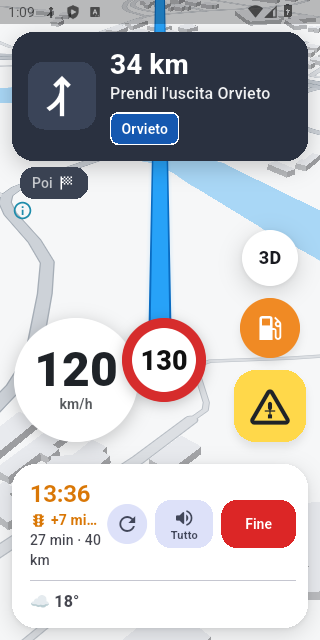 1:09
34 km
Prendi l'uscita Orvieto
Orvieto
Poi
3D
120
km/h
130
13:36
+7 mi...
27 min · 40
km
Tutto
Fine
18°